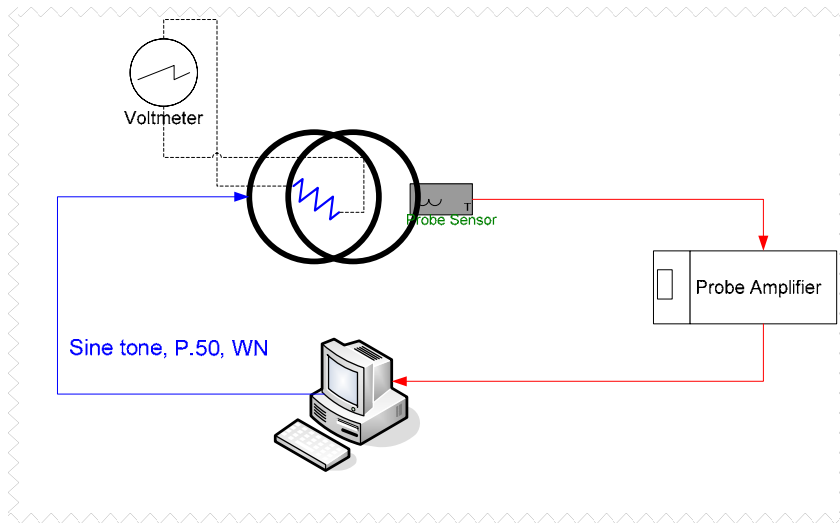 Voltmeter
T
Probe Sensor
Probe Amplifier
Sine tone, P.50, WN